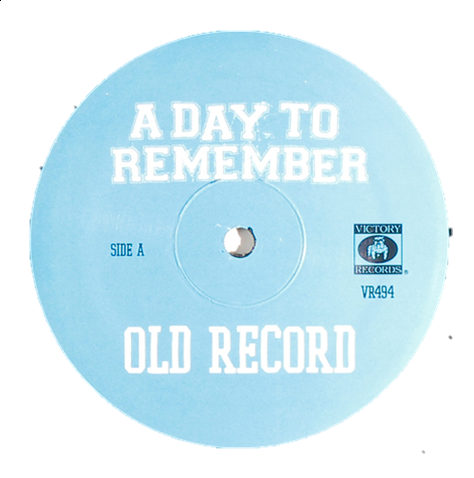 A DAY TO
REMEMBER
SIDE A
VICTORY
RECORDS®
VR494
OLD RECORD